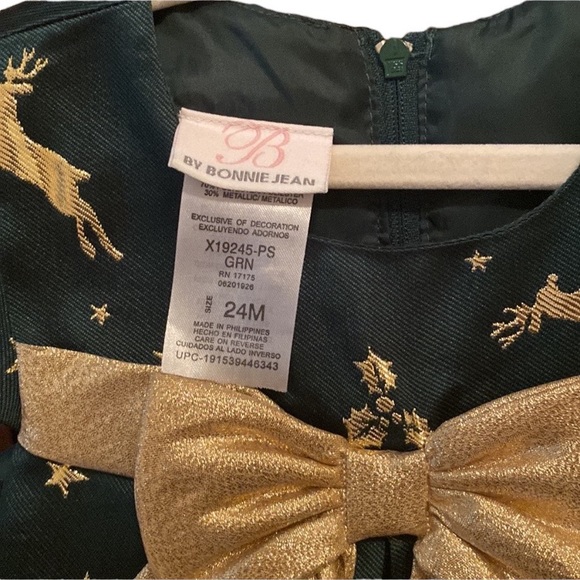 B
BY BONNIE JEAN
30% METALLIC/METALICO
EXCLUSIVE OF DECORATION
EXCLUYENDO ADORNOS
X19245-PS
GRN
RN 17175
06201926
SIZE 24M
MADE IN PHILIPPINES
HECHO EN FILIPINAS
CARE ON REVERSE
CUIDADOS AL LADO INVERSO
UPC-191539446343